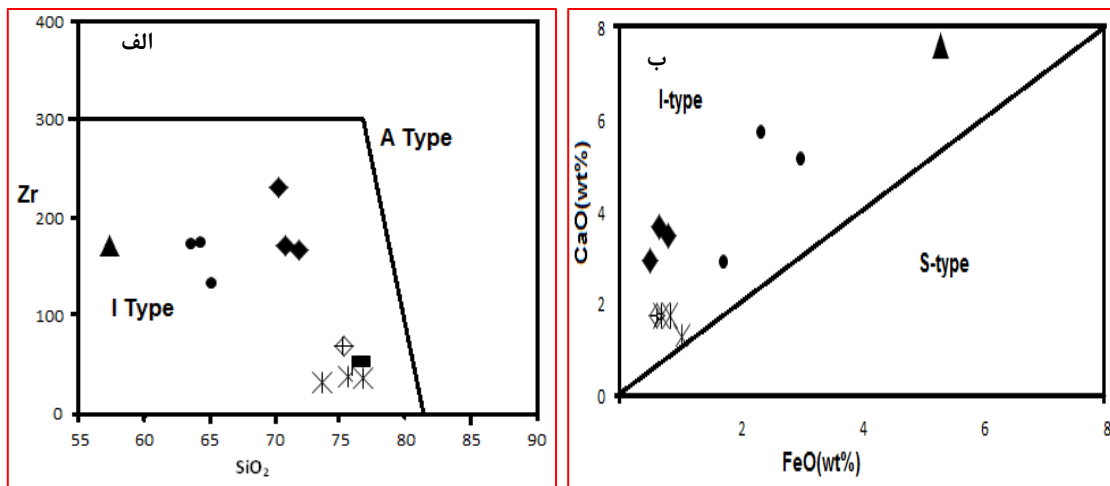 الف
400
300
200
100
0
Zr
A Type
I Type
55 60 65 70 75 80 85 90
SiO₂
ب
8
6
4
2
0
CaO(wt%)
I-type
S-type
2 4 6 8
FeO(wt%)